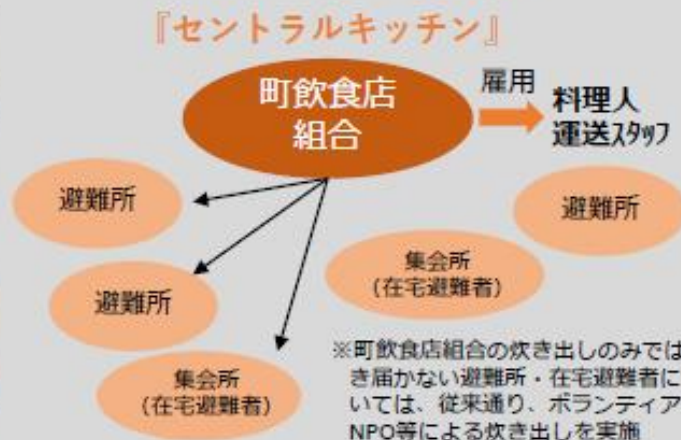 『セントラルキッチン』
町飲食店
組合
雇用
料理人
運送スタッフ
避難所
避難所
集会所
(在宅避難者)
避難所
集会所
(在宅避難者)
※町飲食店組合の炊き出しのみでは
き届かない避難所・在宅避難者に
いては、従来通り、ボランティア
NPO等による炊き出しを実施